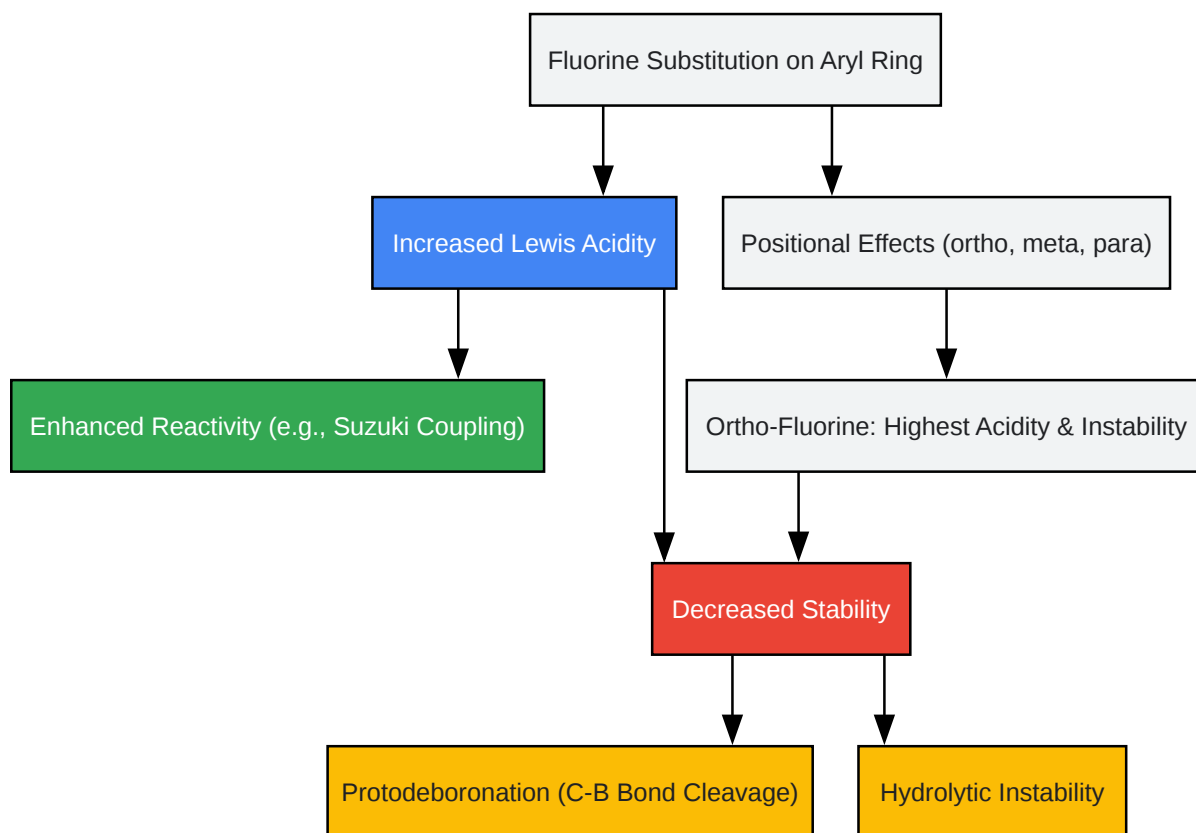 Fluorine Substitution on Aryl Ring
Increased Lewis Acidity
Positional Effects (ortho, meta, para)
Enhanced Reactivity (e.g., Suzuki Coupling)
Ortho-Fluorine: Highest Acidity & Instability
Decreased Stability
Protodeboronation (C-B Bond Cleavage)
Hydrolytic Instability